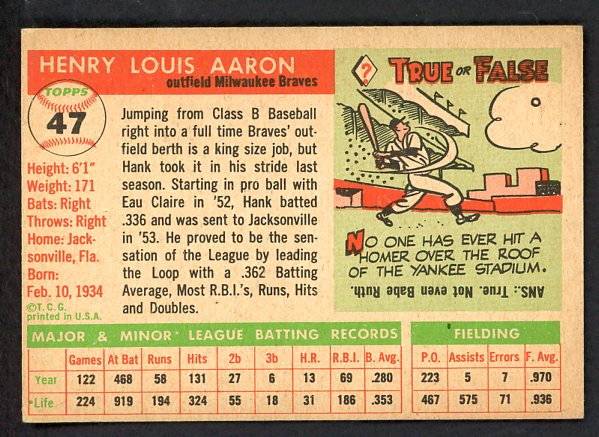 HENRY LOUIS AARON
outfield Milwaukee Braves
TOPPS
47
Height: 6'1"
Weight: 171
Bats: Right
Throws: Right
Home: Jack-
sonville, Fla.
Born:
Feb. 10, 1934
©T.C.G.
printed in U.S.A.
Jumping from Class B Baseball
right into a full time Braves' out-
field berth is a king size job, but
Hank took it in his stride last
season. Starting in pro ball with
Eau Claire in '52, Hank batted
.336 and was sent to Jacksonville
in '53. He proved to be the sen-
sation of the League by leading
the Loop with a .362 Batting
Average, Most R.B.I.'s, Runs, Hits
and Doubles.
? TRUE OR FALSE
NO ONE HAS EVER HIT A
HOMER OVER THE ROOF
OF THE YANKEE STADIUM.
ANS.: True. Not even Babe Ruth.
MAJOR & MINOR LEAGUE BATTING RECORDS FIELDING
Games At Bat Runs Hits 2b 3b H.R. R.B.I. B. Avg. P.O. Assists Errors F. Avg.
Year 122 468 58 131 27 6 13 69 .280 223 5 7 .970
Life 224 919 194 324 55 18 31 186 .353 467 575 71 .936